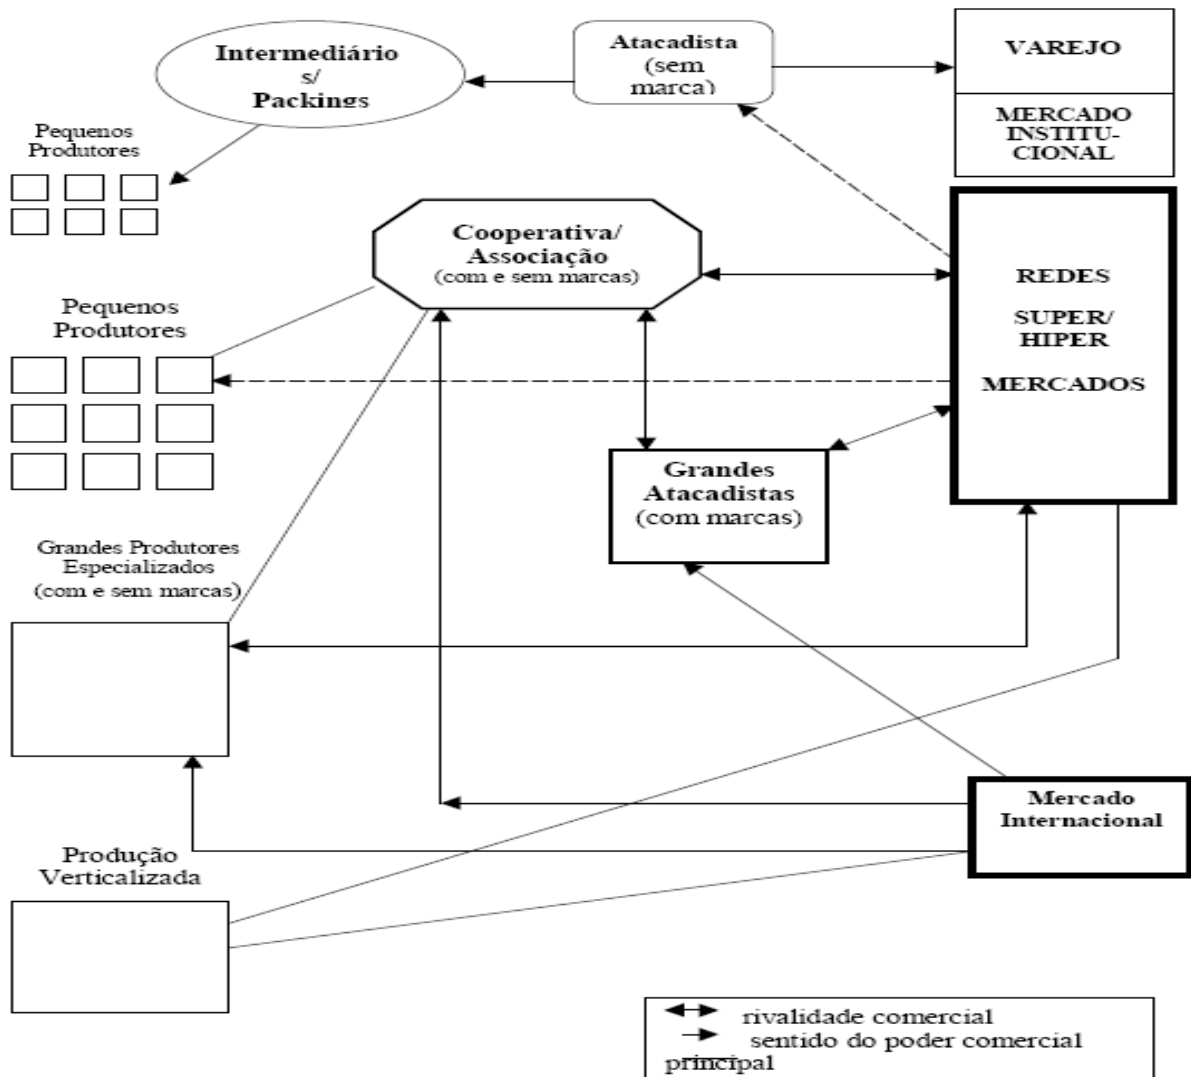 Intermediário
s/
Packings
Atacadista
(sem
marca)
VAREJO
MERCADO
INSTITU-
CIONAL
Pequenos
Produtores
Cooperativa/
Associação
(com e sem marcas)
REDES
SUPER/
HIPER
MERCADOS
Pequenos
Produtores
Grandes
Atacadistas
(com marcas)
Grandes Produtores
Especializados
(com e sem marcas)
Mercado
Internacional
Produção
Verticalizada
rivalidade comercial
sentido do poder comercial
principal